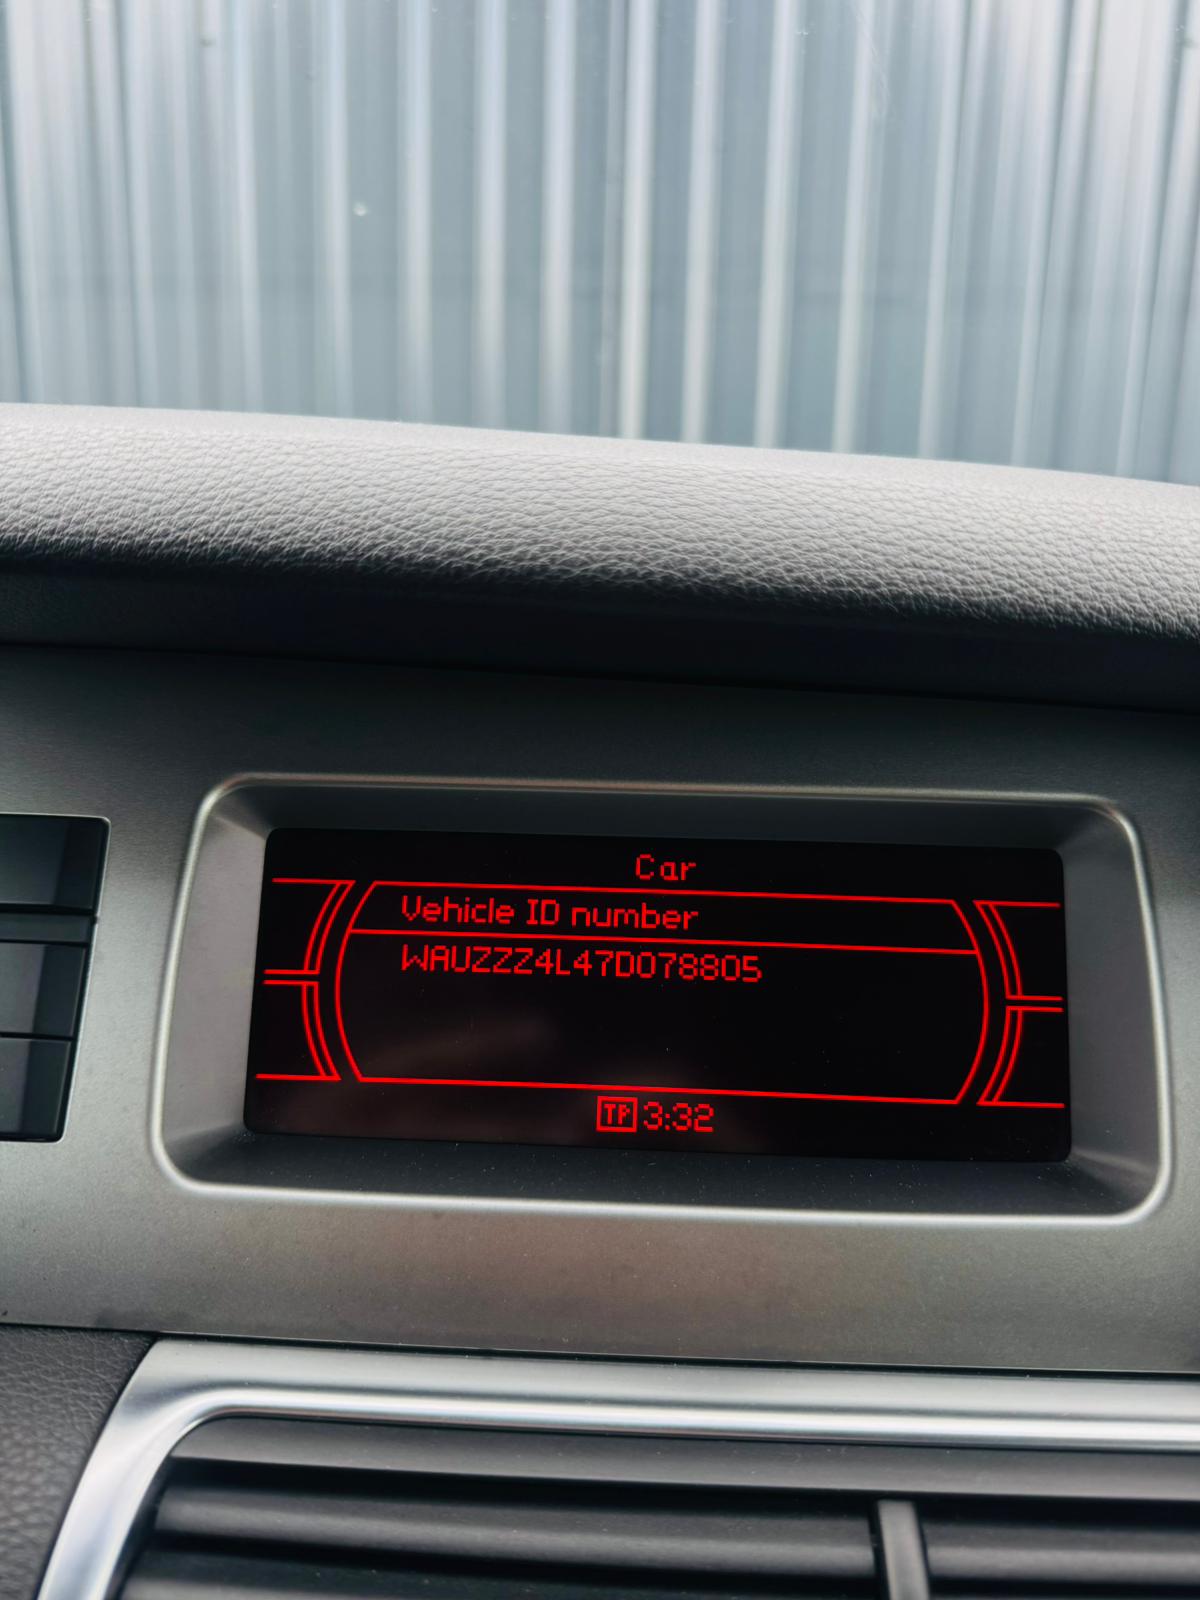 Car
Vehicle ID number
WAUZZZ4L47D078805
TP 3:32